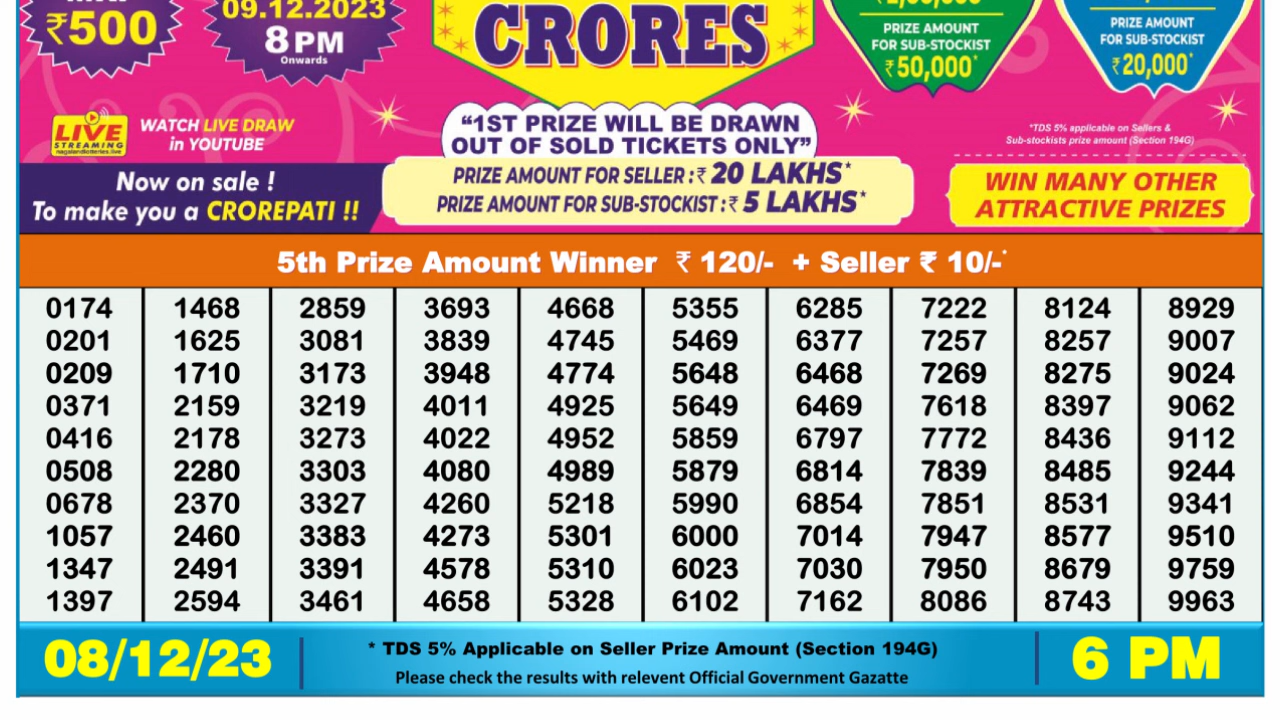 ₹500
09.12.2023
8 PM
Onwards
CRORES
PRIZE AMOUNT
FOR SUB-STOCKIST
₹50,000*
PRIZE AMOUNT
FOR SUB-STOCKIST
₹20,000*
LIVE
STREAMING
nagalandlotteries.live
WATCH LIVE DRAW
in YOUTUBE
“1ST PRIZE WILL BE DRAWN
OUT OF SOLD TICKETS ONLY”
*TDS 5% applicable on Sellers &
Sub-stockists prize amount (Section 194G)
Now on sale !
To make you a CROREPATI !!
PRIZE AMOUNT FOR SELLER :₹ 20 LAKHS*
PRIZE AMOUNT FOR SUB-STOCKIST :₹ 5 LAKHS*
WIN MANY OTHER
ATTRACTIVE PRIZES
5th Prize Amount Winner ₹ 120/- + Seller ₹ 10/-*
0174 1468 2859 3693 4668 5355 6285 7222 8124 8929
0201 1625 3081 3839 4745 5469 6377 7257 8257 9007
0209 1710 3173 3948 4774 5648 6468 7269 8275 9024
0371 2159 3219 4011 4925 5649 6469 7618 8397 9062
0416 2178 3273 4022 4952 5859 6797 7772 8436 9112
0508 2280 3303 4080 4989 5879 6814 7839 8485 9244
0678 2370 3327 4260 5218 5990 6854 7851 8531 9341
1057 2460 3383 4273 5301 6000 7014 7947 8577 9510
1347 2491 3391 4578 5310 6023 7030 7950 8679 9759
1397 2594 3461 4658 5328 6102 7162 8086 8743 9963
08/12/23
* TDS 5% Applicable on Seller Prize Amount (Section 194G)
Please check the results with relevent Official Government Gazatte
6 PM